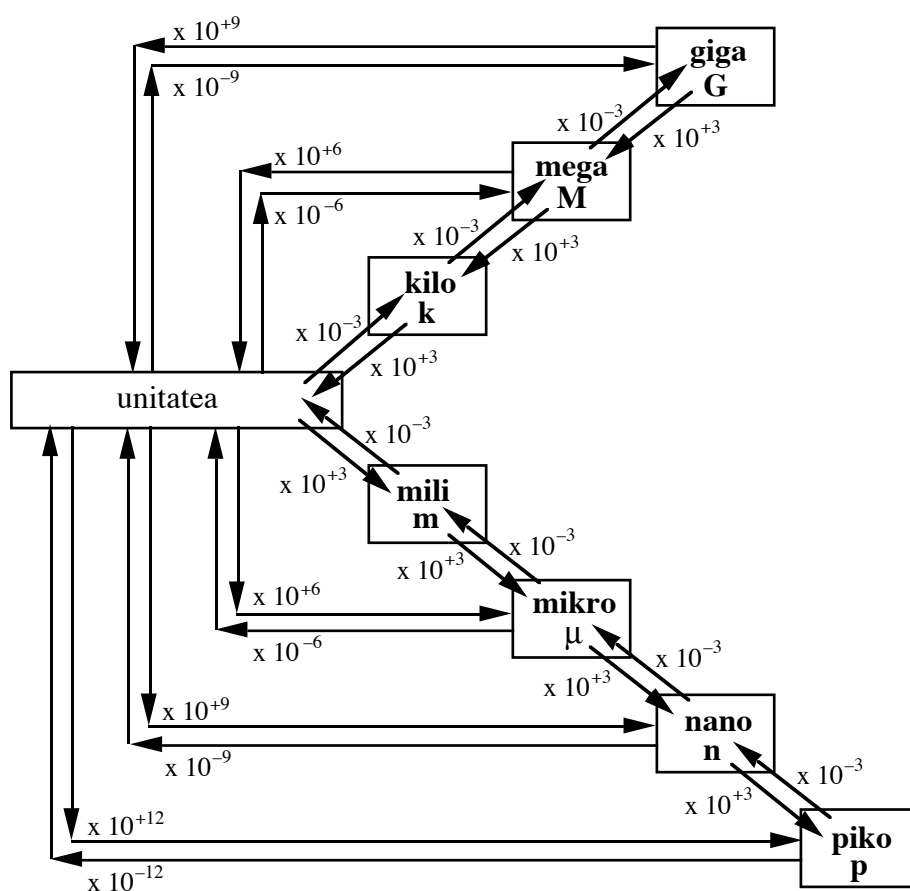 x 10⁺⁹
giga
G
x 10⁻⁹
x 10⁻³
x 10⁺³
x 10⁺⁶
mega
M
x 10⁻⁶
x 10⁻³
x 10⁺³
kilo
k
x 10⁻³
x 10⁺³
unitatea
x 10⁻³
x 10⁺³
mili
m
x 10⁻³
x 10⁺³
x 10⁺⁶
mikro
μ
x 10⁻⁶
x 10⁻³
x 10⁺³
x 10⁺⁹
nano
n
x 10⁻⁹
x 10⁻³
x 10⁺³
x 10⁺¹²
piko
p
x 10⁻¹²